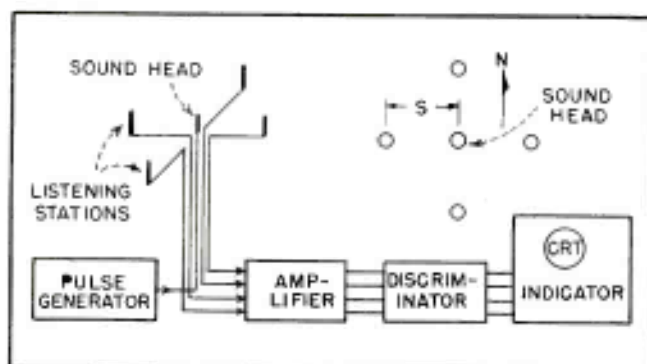 SOUND HEAD
N
S
SOUND
HEAD
LISTENING
STATIONS
PULSE
GENERATOR
AMP-
LIFIER
DISCRIM-
INATOR
CRT
INDICATOR